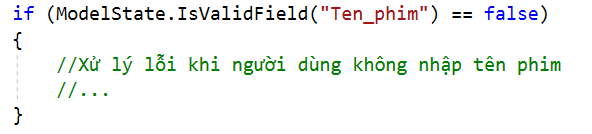 if (ModelState.IsValidField("Ten_phim") == false)
{
//Xử lý lỗi khi người dùng không nhập tên phim
//...
}